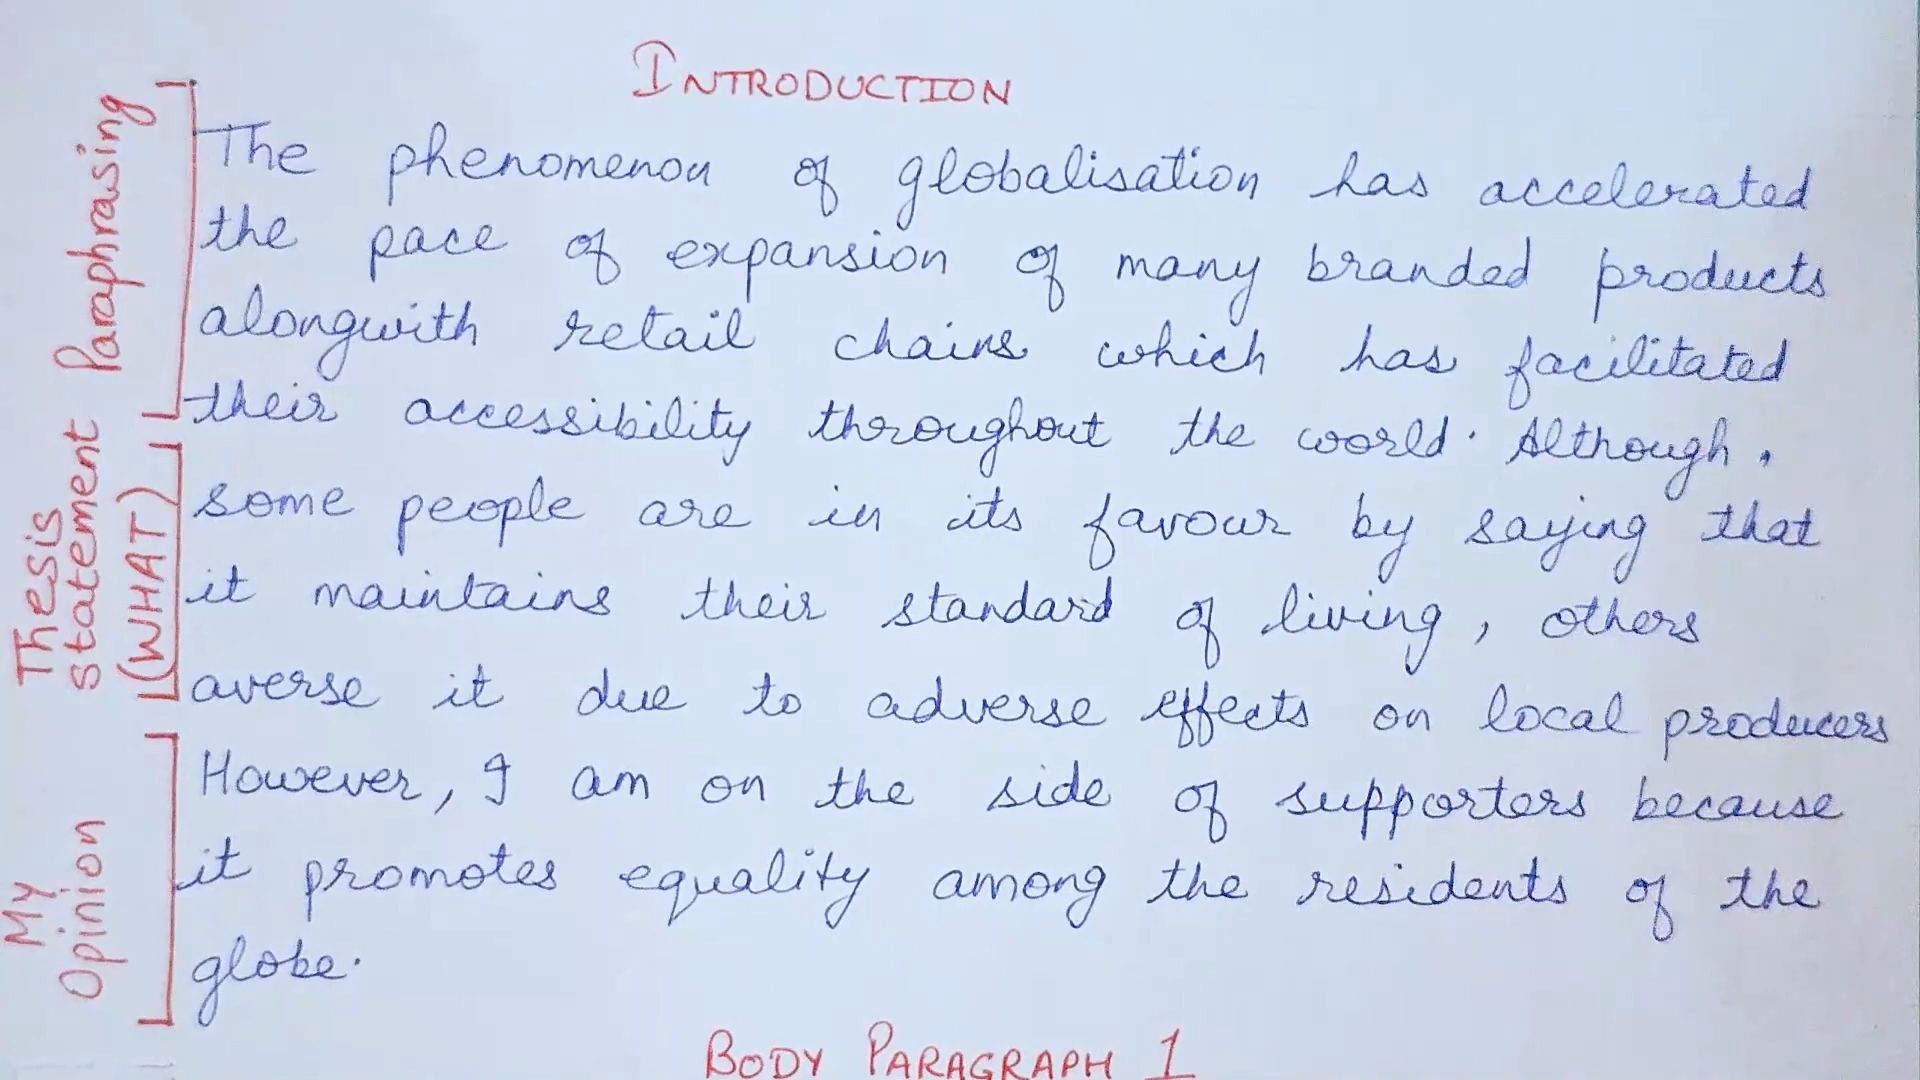 INTRODUCTION
The phenomenon of globalisation has accelerated
the pace of expansion of many branded products
alongwith retail chains which has facilitated
their accessibility throughout the world. Although,
some people are in its favour by saying that
it maintains their standard of living, others
averse it due to adverse effects on local producers
However, I am on the side of supporters because
it promotes equality among the residents of the
globe.
Paraphrasing
Thesis
statement
(WHAT)
My
Opinion
BODY PARAGRAPH 1